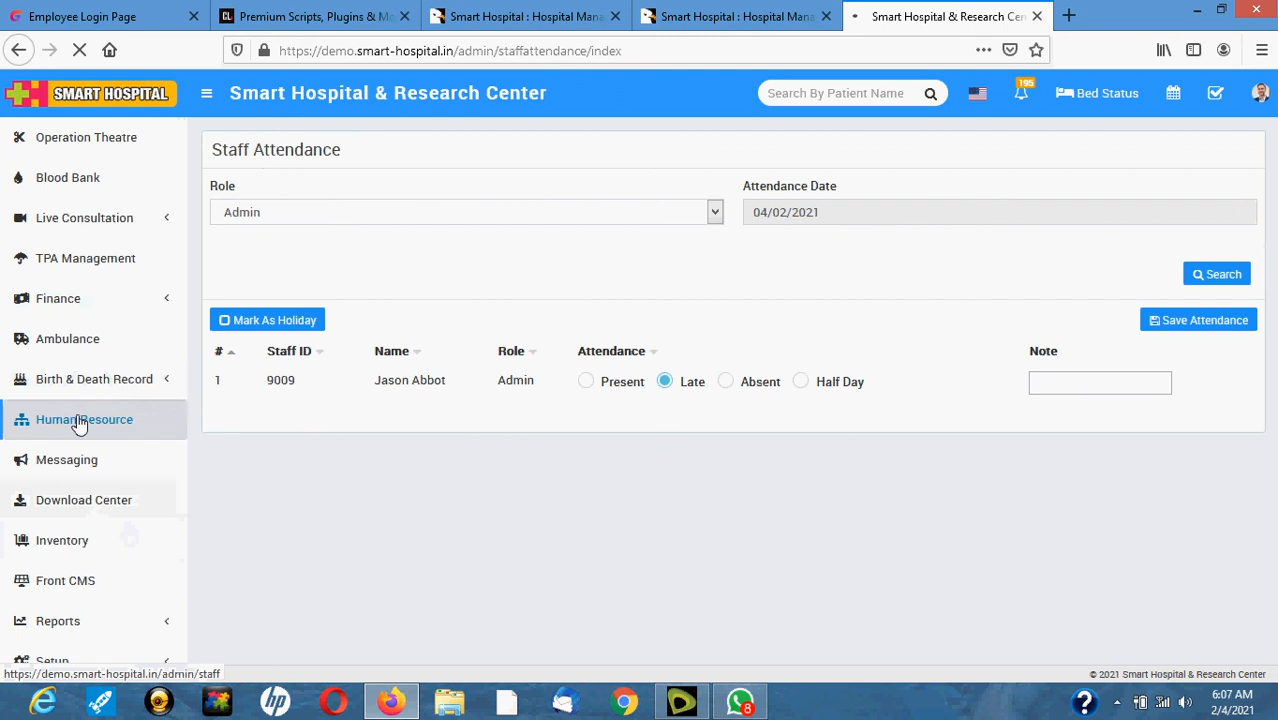 Employee Login Page
Premium Scripts, Plugins & Mo
Smart Hospital : Hospital Mana
Smart Hospital : Hospital Mana
Smart Hospital & Research Cen
https://demo.smart-hospital.in/admin/staffattendance/index
SMART HOSPITAL
Smart Hospital & Research Center
Search By Patient Name
195
Bed Status
Operation Theatre
Blood Bank
Live Consultation
TPA Management
Finance
Ambulance
Birth & Death Record
Human Resource
Messaging
Download Center
Inventory
Front CMS
Reports
Setup
https://demo.smart-hospital.in/admin/staff
Staff Attendance
Role
Attendance Date
Admin
04/02/2021
Search
Mark As Holiday
Save Attendance
# Staff ID Name Role Attendance Note
1 9009 Jason Abbot Admin Present Late Absent Half Day
© 2021 Smart Hospital & Research Center
8
6:07 AM
2/4/2021